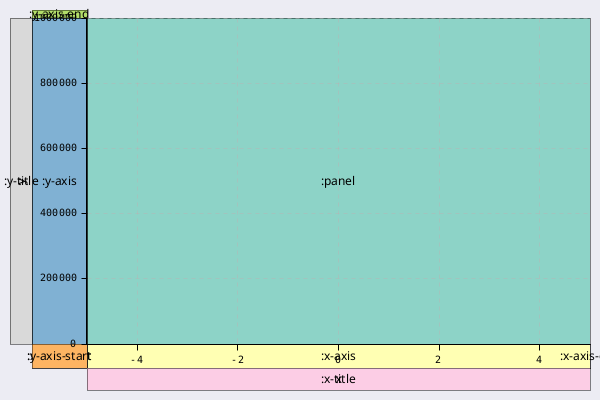 :y-axis-end
1000000
800000
600000
:y-title :y-axis
:panel
400000
200000
0
:y-axis-start
-4
-2
0
:x-axis
2
4
:x-axis-e
:x-title